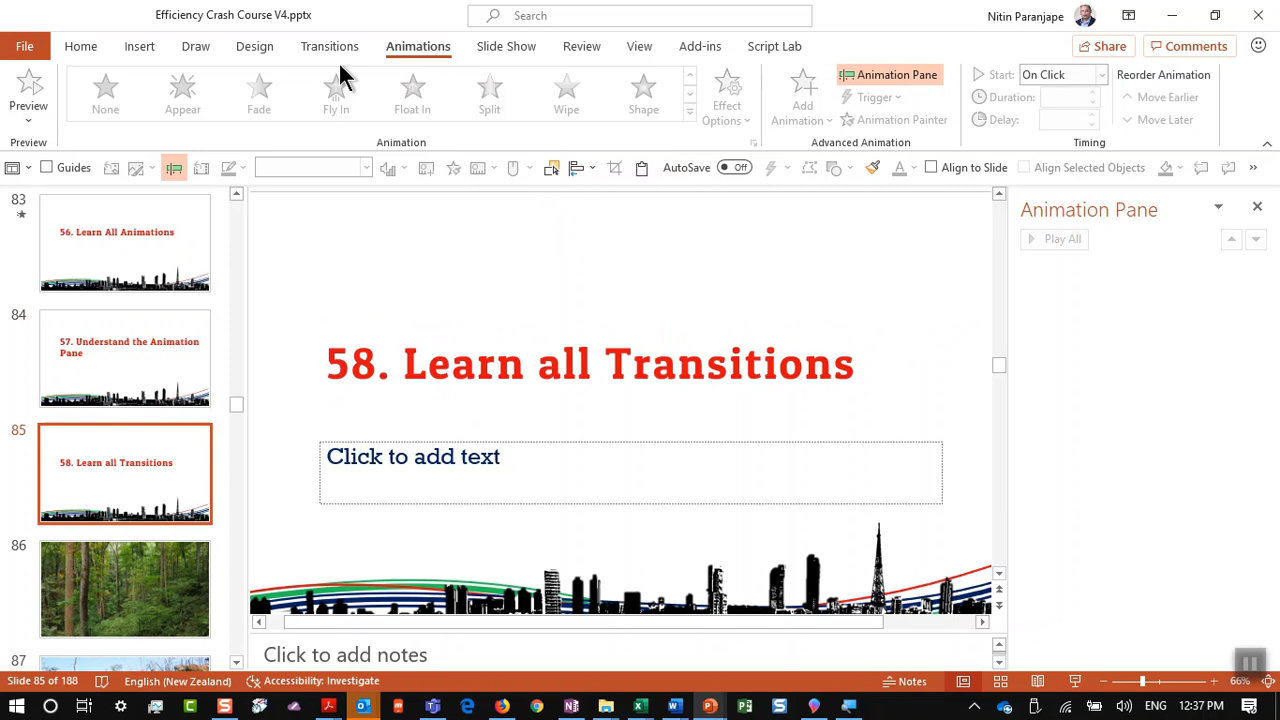 Efficiency Crash Course V4.pptx
Search
Nitin Paranjape
File Home Insert Draw Design Transitions Animations Slide Show Review View Add-ins Script Lab
Share Comments
Preview
None Appear Fade Fly In Float In Split Wipe Shape
Effect Options
Add Animation
Animation Pane
Trigger
Animation Painter
Start: On Click
Duration:
Delay:
Reorder Animation
Move Earlier
Move Later
Preview Animation Advanced Animation Timing
Guides AutoSave Off Align to Slide Align Selected Objects
83
56. Learn All Animations
84
57. Understand the Animation
Pane
85
58. Learn all Transitions
86
87
58. Learn all Transitions
Click to add text
Click to add notes
Animation Pane
Play All
Slide 85 of 188 English (New Zealand) Accessibility: Investigate Notes 66%
ENG 12:37 PM